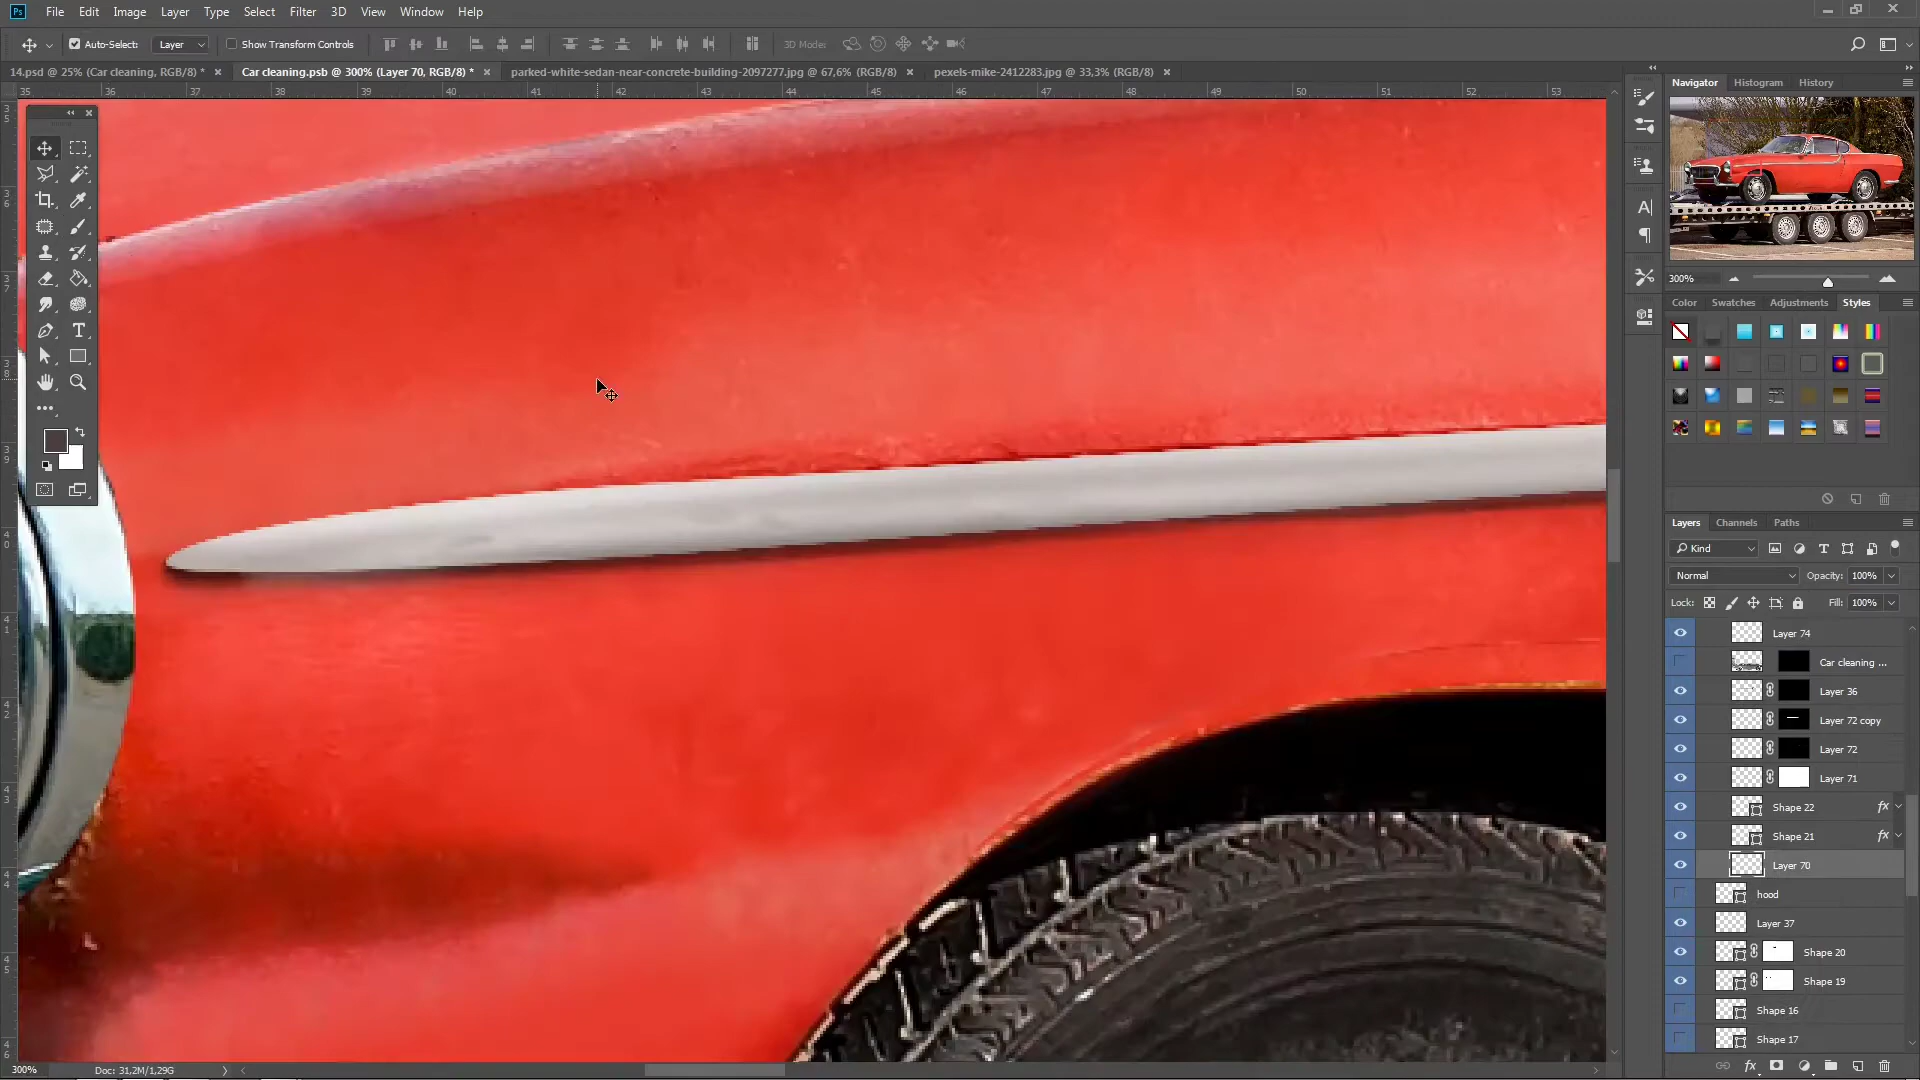 Ps File Edit Image Layer Type Select Filter 3D View Window Help
Auto-Select: Layer Show Transform Controls 3D Mode:
14.psd @ 25% (Car cleaning, RGB/8) * Car cleaning.psb @ 300% (Layer 70, RGB/8) * parked-white-sedan-near-concrete-building-2097277.jpg @ 67,6% (RGB/8) pexels-mike-2412283.jpg @ 33,3% (RGB/8)
35 36 37 38 39 40 41 42 43 44 45 46 47 48 49 50 51 52 53
Navigator Histogram History
300%
Color Swatches Adjustments Styles
Layers Channels Paths
Kind
Normal Opacity: 100%
Lock: Fill: 100%
Layer 74
Car cleaning ...
Layer 36
Layer 72 copy
Layer 72
Layer 71
Shape 22 fx
Shape 21 fx
Layer 70
hood
Layer 37
Shape 20
Shape 19
Shape 16
Shape 17
300% Doc: 31,2M/1,29G
fx